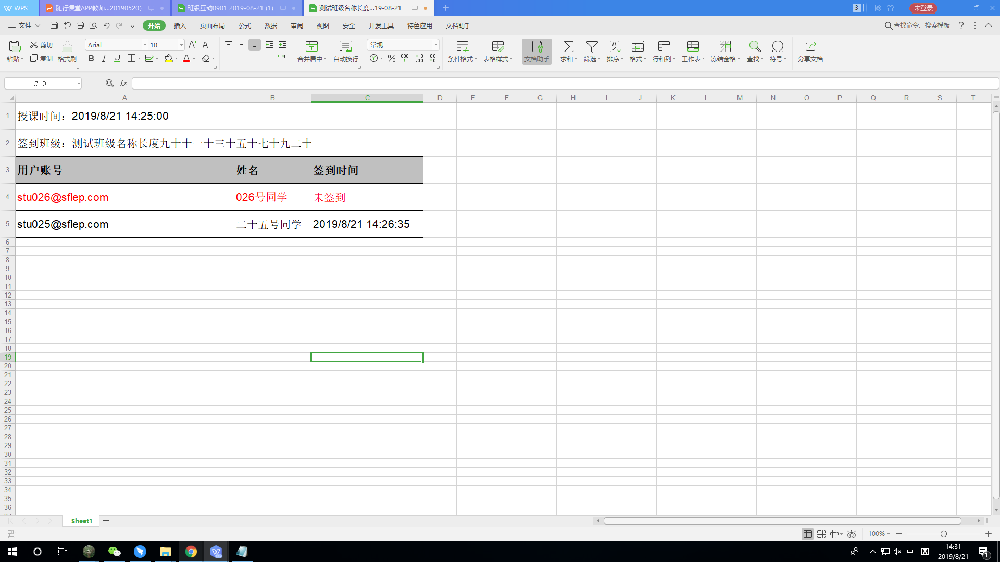 WPS
随行课堂APP教师...20190520)
班级互动0901 2019-08-21 (1)
测试班级名称长度...19-08-21
3
未登录
文件
开始 插入 页面布局 公式 数据 审阅 视图 安全 开发工具 特色应用 文档助手
查找命令、搜索模板
粘贴 剪切 复制 格式刷
Arial 10
合并居中 自动换行
常规
条件格式 表格样式 文档助手 求和 筛选 排序 格式 行和列 工作表 冻结窗格 查找 符号 分享文档
C19
fx
A B C D E F G H I J K L M N O P Q R S T
1 授课时间：2019/8/21 14:25:00
2 签到班级：测试班级名称长度九十十一十三十五十七十九二十
3 用户账号 姓名 签到时间
4 stu026@sflep.com 026号同学 未签到
5 stu025@sflep.com 二十五号同学 2019/8/21 14:26:35
6
7
8
9
10
11
12
13
14
15
16
17
18
19
20
21
22
23
24
25
26
27
28
29
30
31
32
33
34
35
36
Sheet1
100%
中 M
14:31
2019/8/21
1